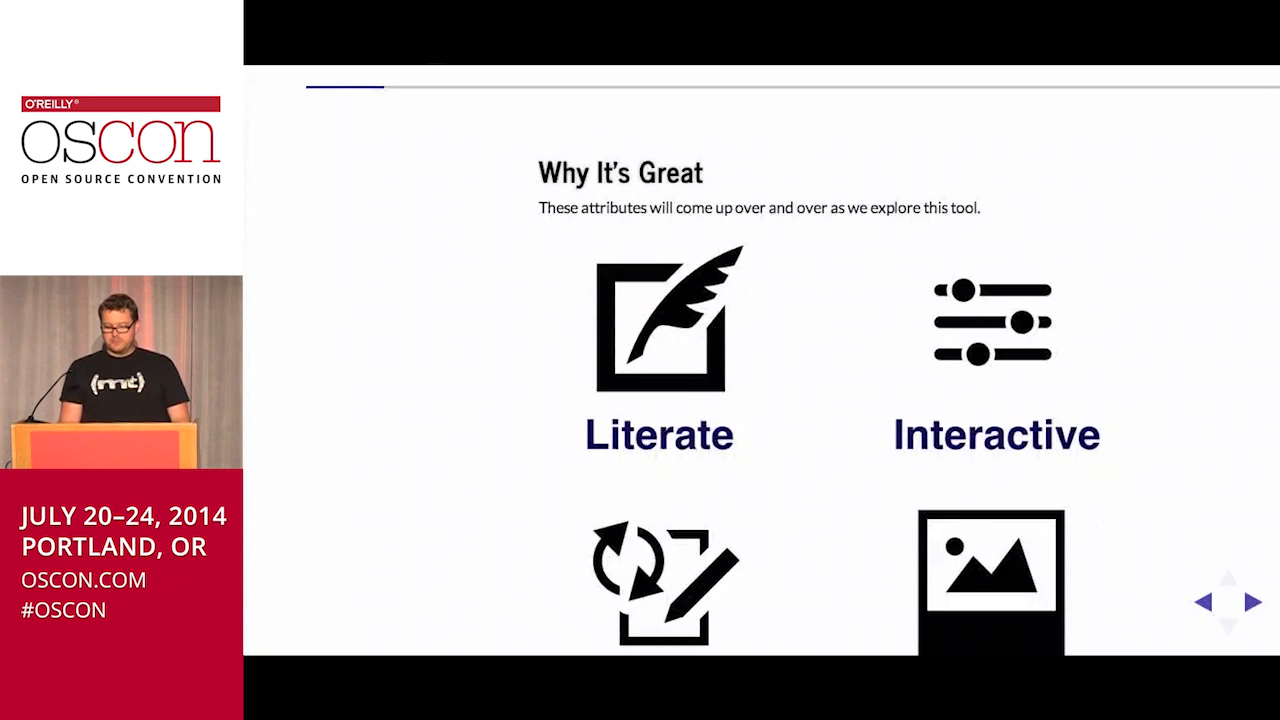 O'REILLY®
OSCON
OPEN SOURCE CONVENTION
(mt)
JULY 20–24, 2014
PORTLAND, OR
OSCON.COM
#OSCON
Why It's Great
These attributes will come up over and over as we explore this tool.
Literate
Interactive